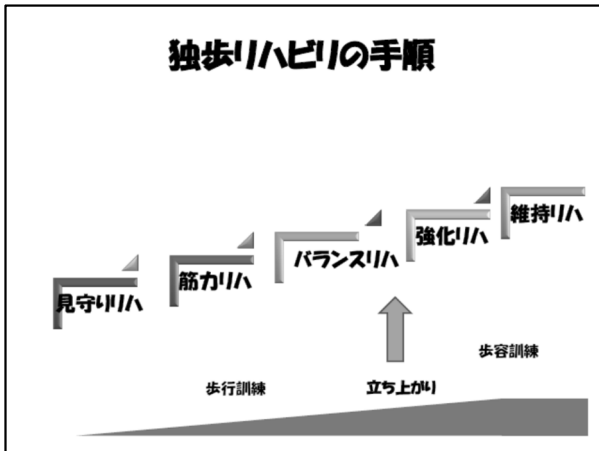 独歩リハビリの手順
見守りリハ
筋力リハ
バランスリハ
強化リハ
維持リハ
歩行訓練
立ち上がり
歩容訓練